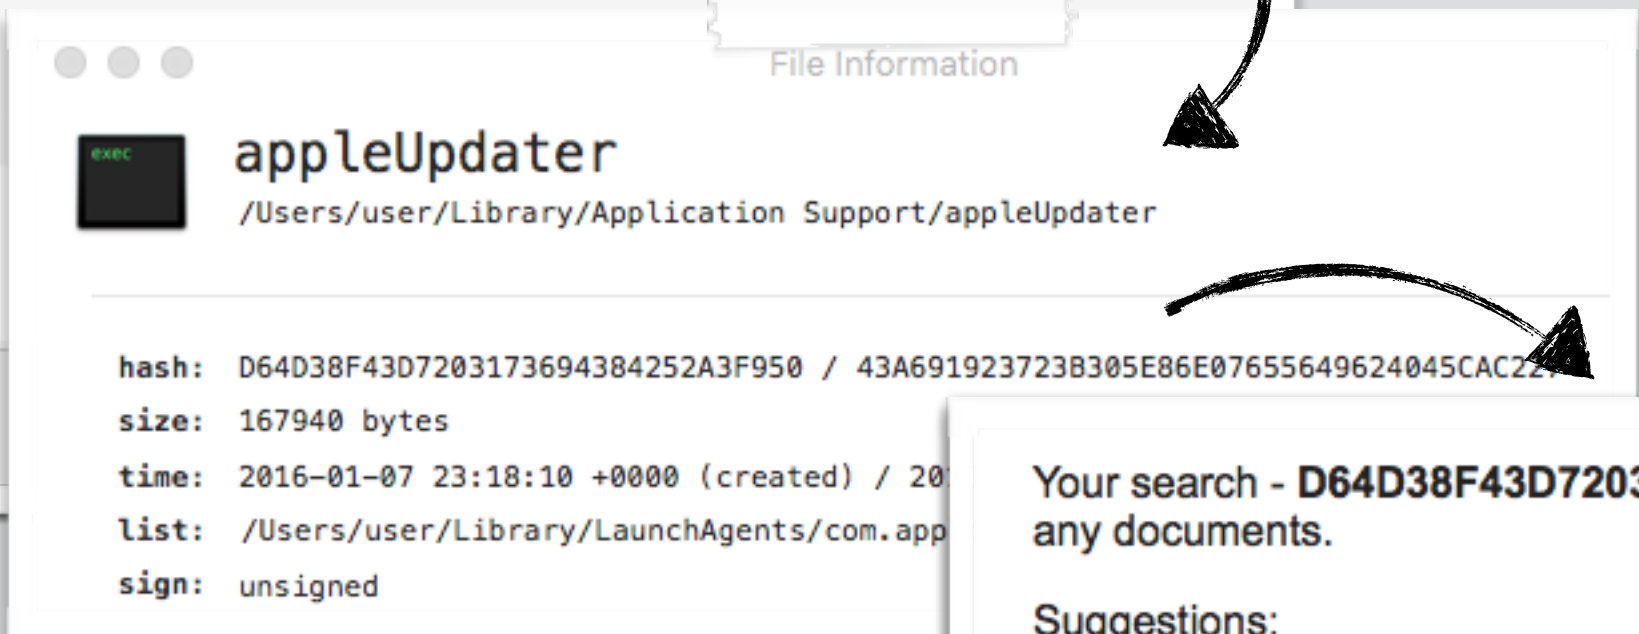 File Information
exec
appleUpdater
/Users/user/Library/Application Support/appleUpdater
hash: D64D38F43D7203173694384252A3F950 / 43A691923723B305E86E07655649624045CAC22
size: 167940 bytes
time: 2016-01-07 23:18:10 +0000 (created) / 201
list: /Users/user/Library/LaunchAgents/com.app
sign: unsigned
Your search - D64D38F43D7203
any documents.
Suggestions: